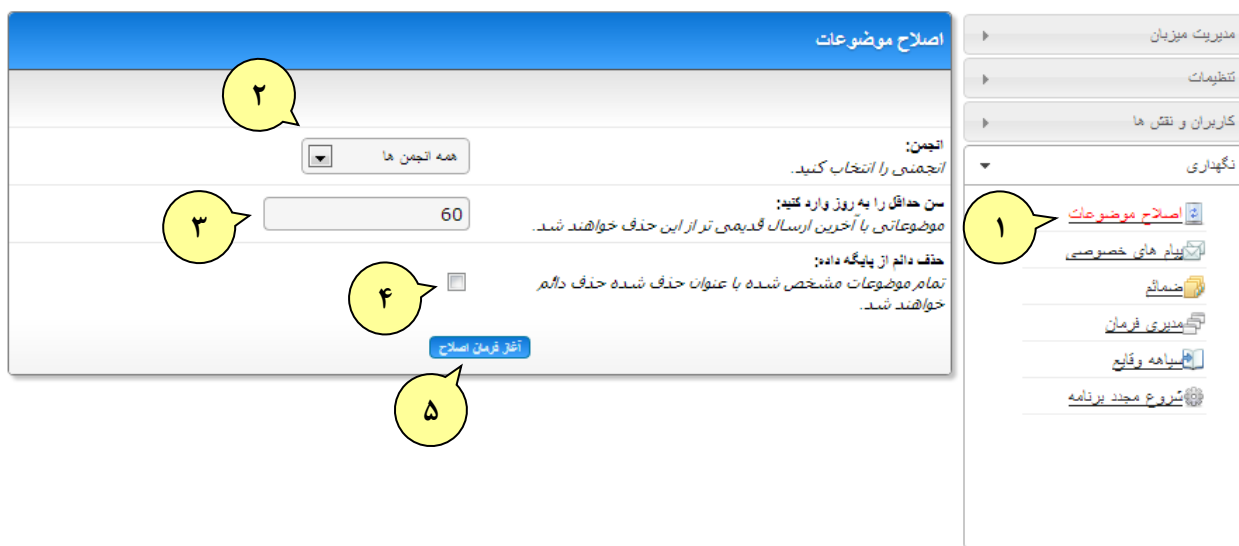 مدیریت میزبان
تنظیمات
کاربران و نقش ها
نگهداری
اصلاح موضوعات
پیام های خصوصی
ضمائم
مدیری فرمان
سیاهه وقایع
شروع مجدد برنامه
۱
اصلاح موضوعات
۲
انجمن:
همه انجمن ها
انجمنی را انتخاب کنید.
سن حداقل را به روز وارد کنید:
60
۳
موضوعاتی با آخرین ارسال قدیمی تر از این حذف خواهند شد.
حذف دائم از پایگه داده:
تمام موضوعات مشخص شده با عنوان حذف شده حذف دائم
خواهند شد.
۴
آغاز فرمان اصلاح
۵